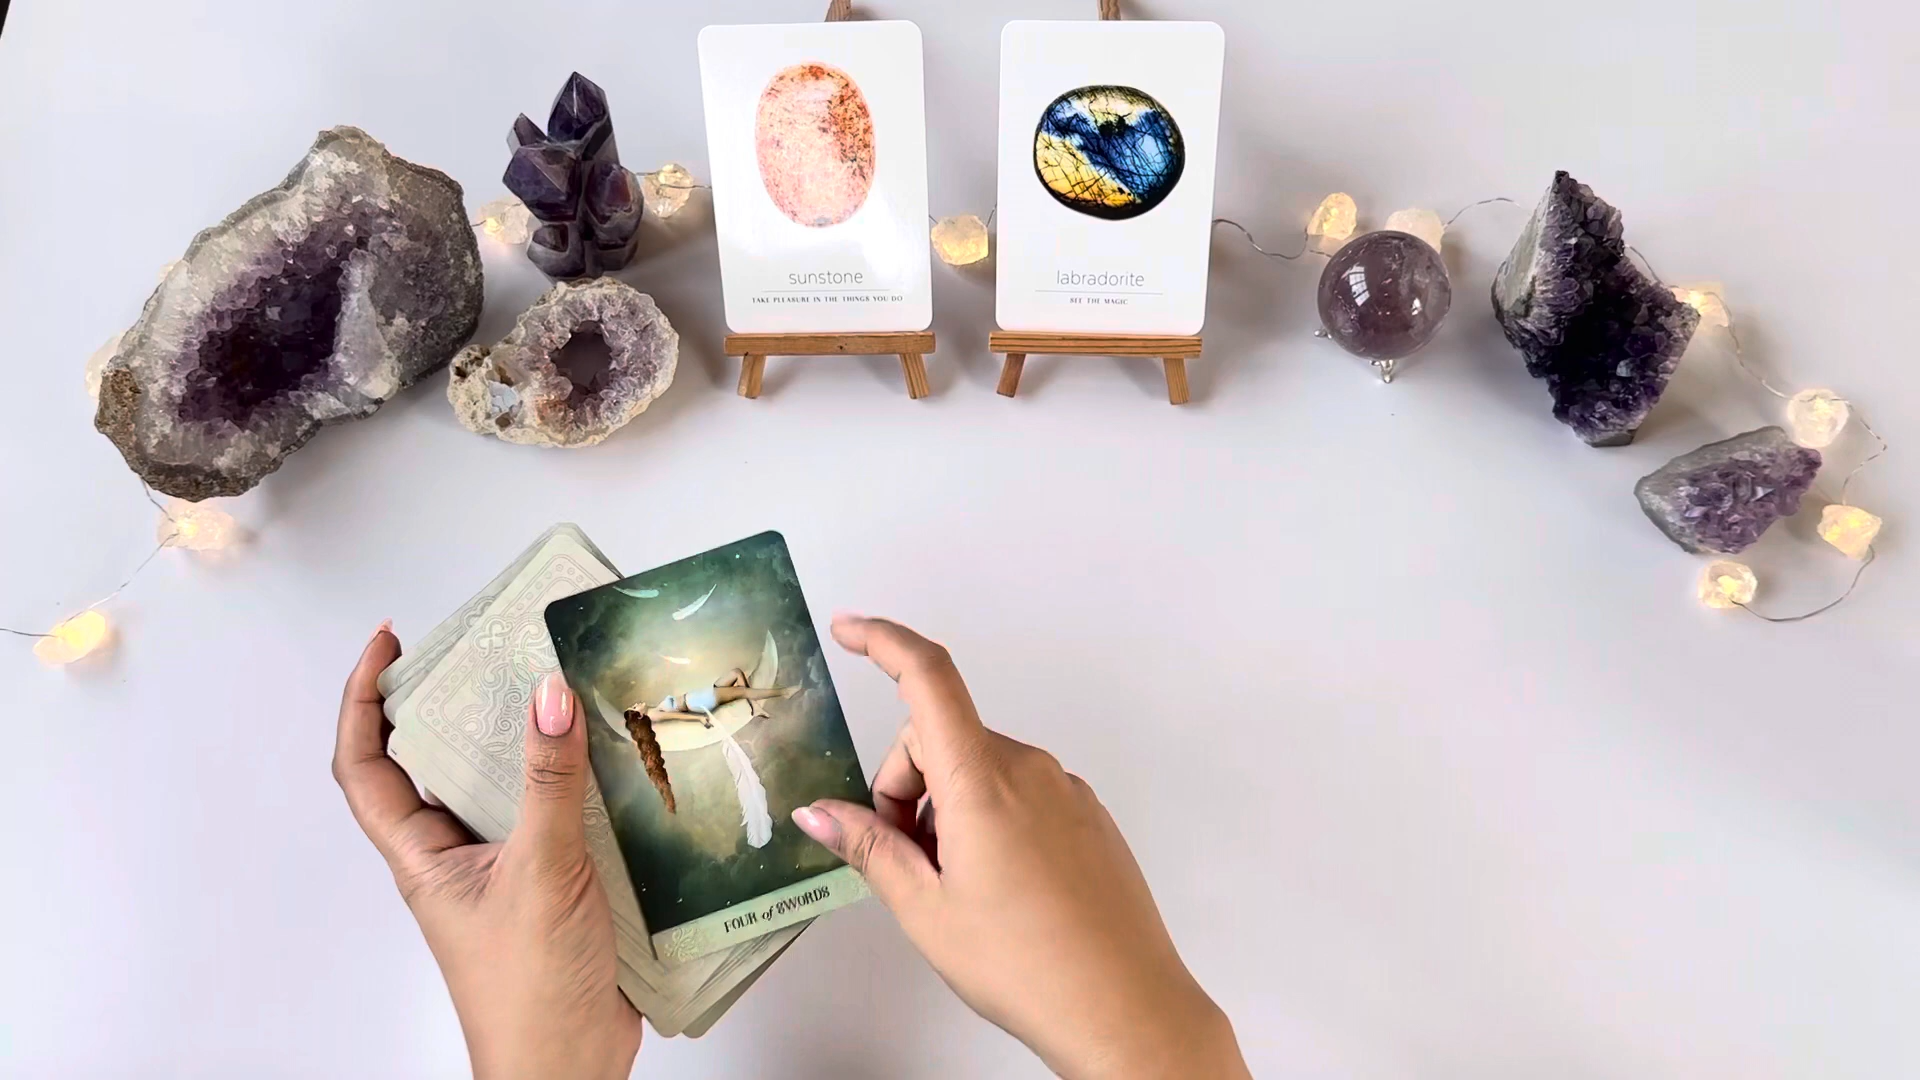 sunstone
TAKE PLEASURE IN THE THINGS YOU DO
labradorite
SEE THE MAGIC
FOUR of SWORDS